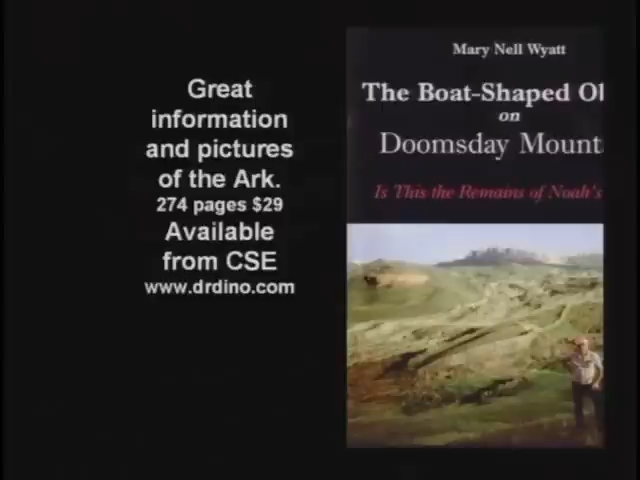 Great
information
and pictures
of the Ark.
274 pages $29
Available
from CSE
www.drdino.com
Mary Nell Wyatt
The Boat-Shaped
on
Doomsday
Is This the Remains of Noah's